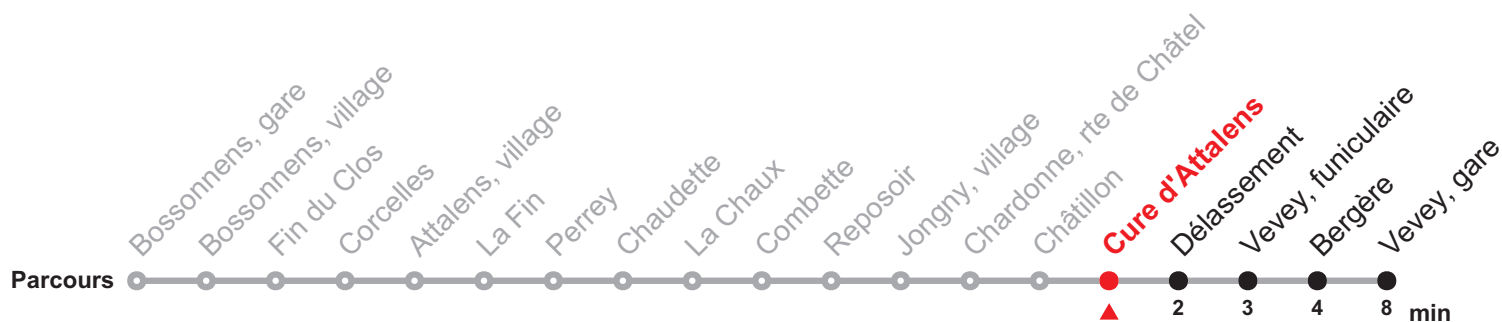 Bossonnens, gare
Bossonnens, village
Fin du Clos
Corcelles
Attalens, village
La Fin
Perrey
Chaudette
La Chaux
Combette
Reposoir
Jongny, village
Chardonne, rte de Châtel
Châtillon
Cure d'Attalens
Délassement
Vevey, funiculaire
Bergère
Vevey, gare
Parcours
2 3 4 8 min